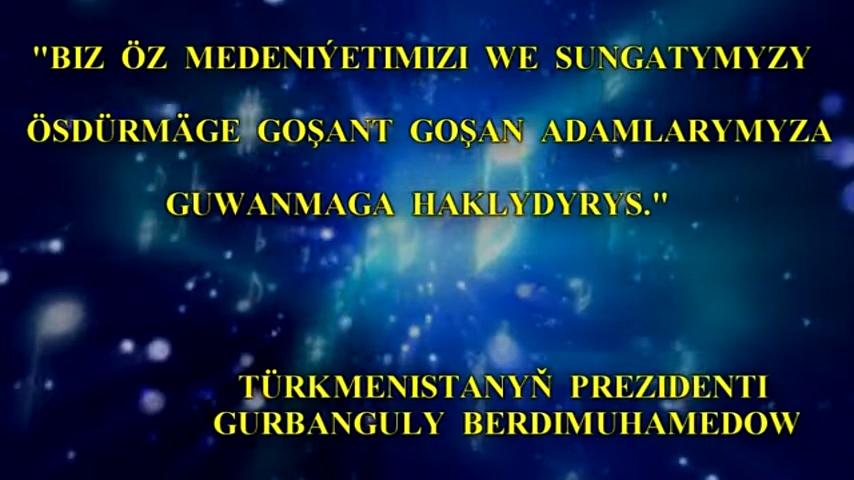 "BIZ ÖZ MEDENIÝETIMIZI WE SUNGATYMYZY
ÖSDÜRMÄGE GOŞANT GOŞAN ADAMLARYMYZA
GUWANMAGA HAKLYDYRYS."
TÜRKMENISTANYŇ PREZIDENTI
GURBANGULY BERDIMUHAMEDOW